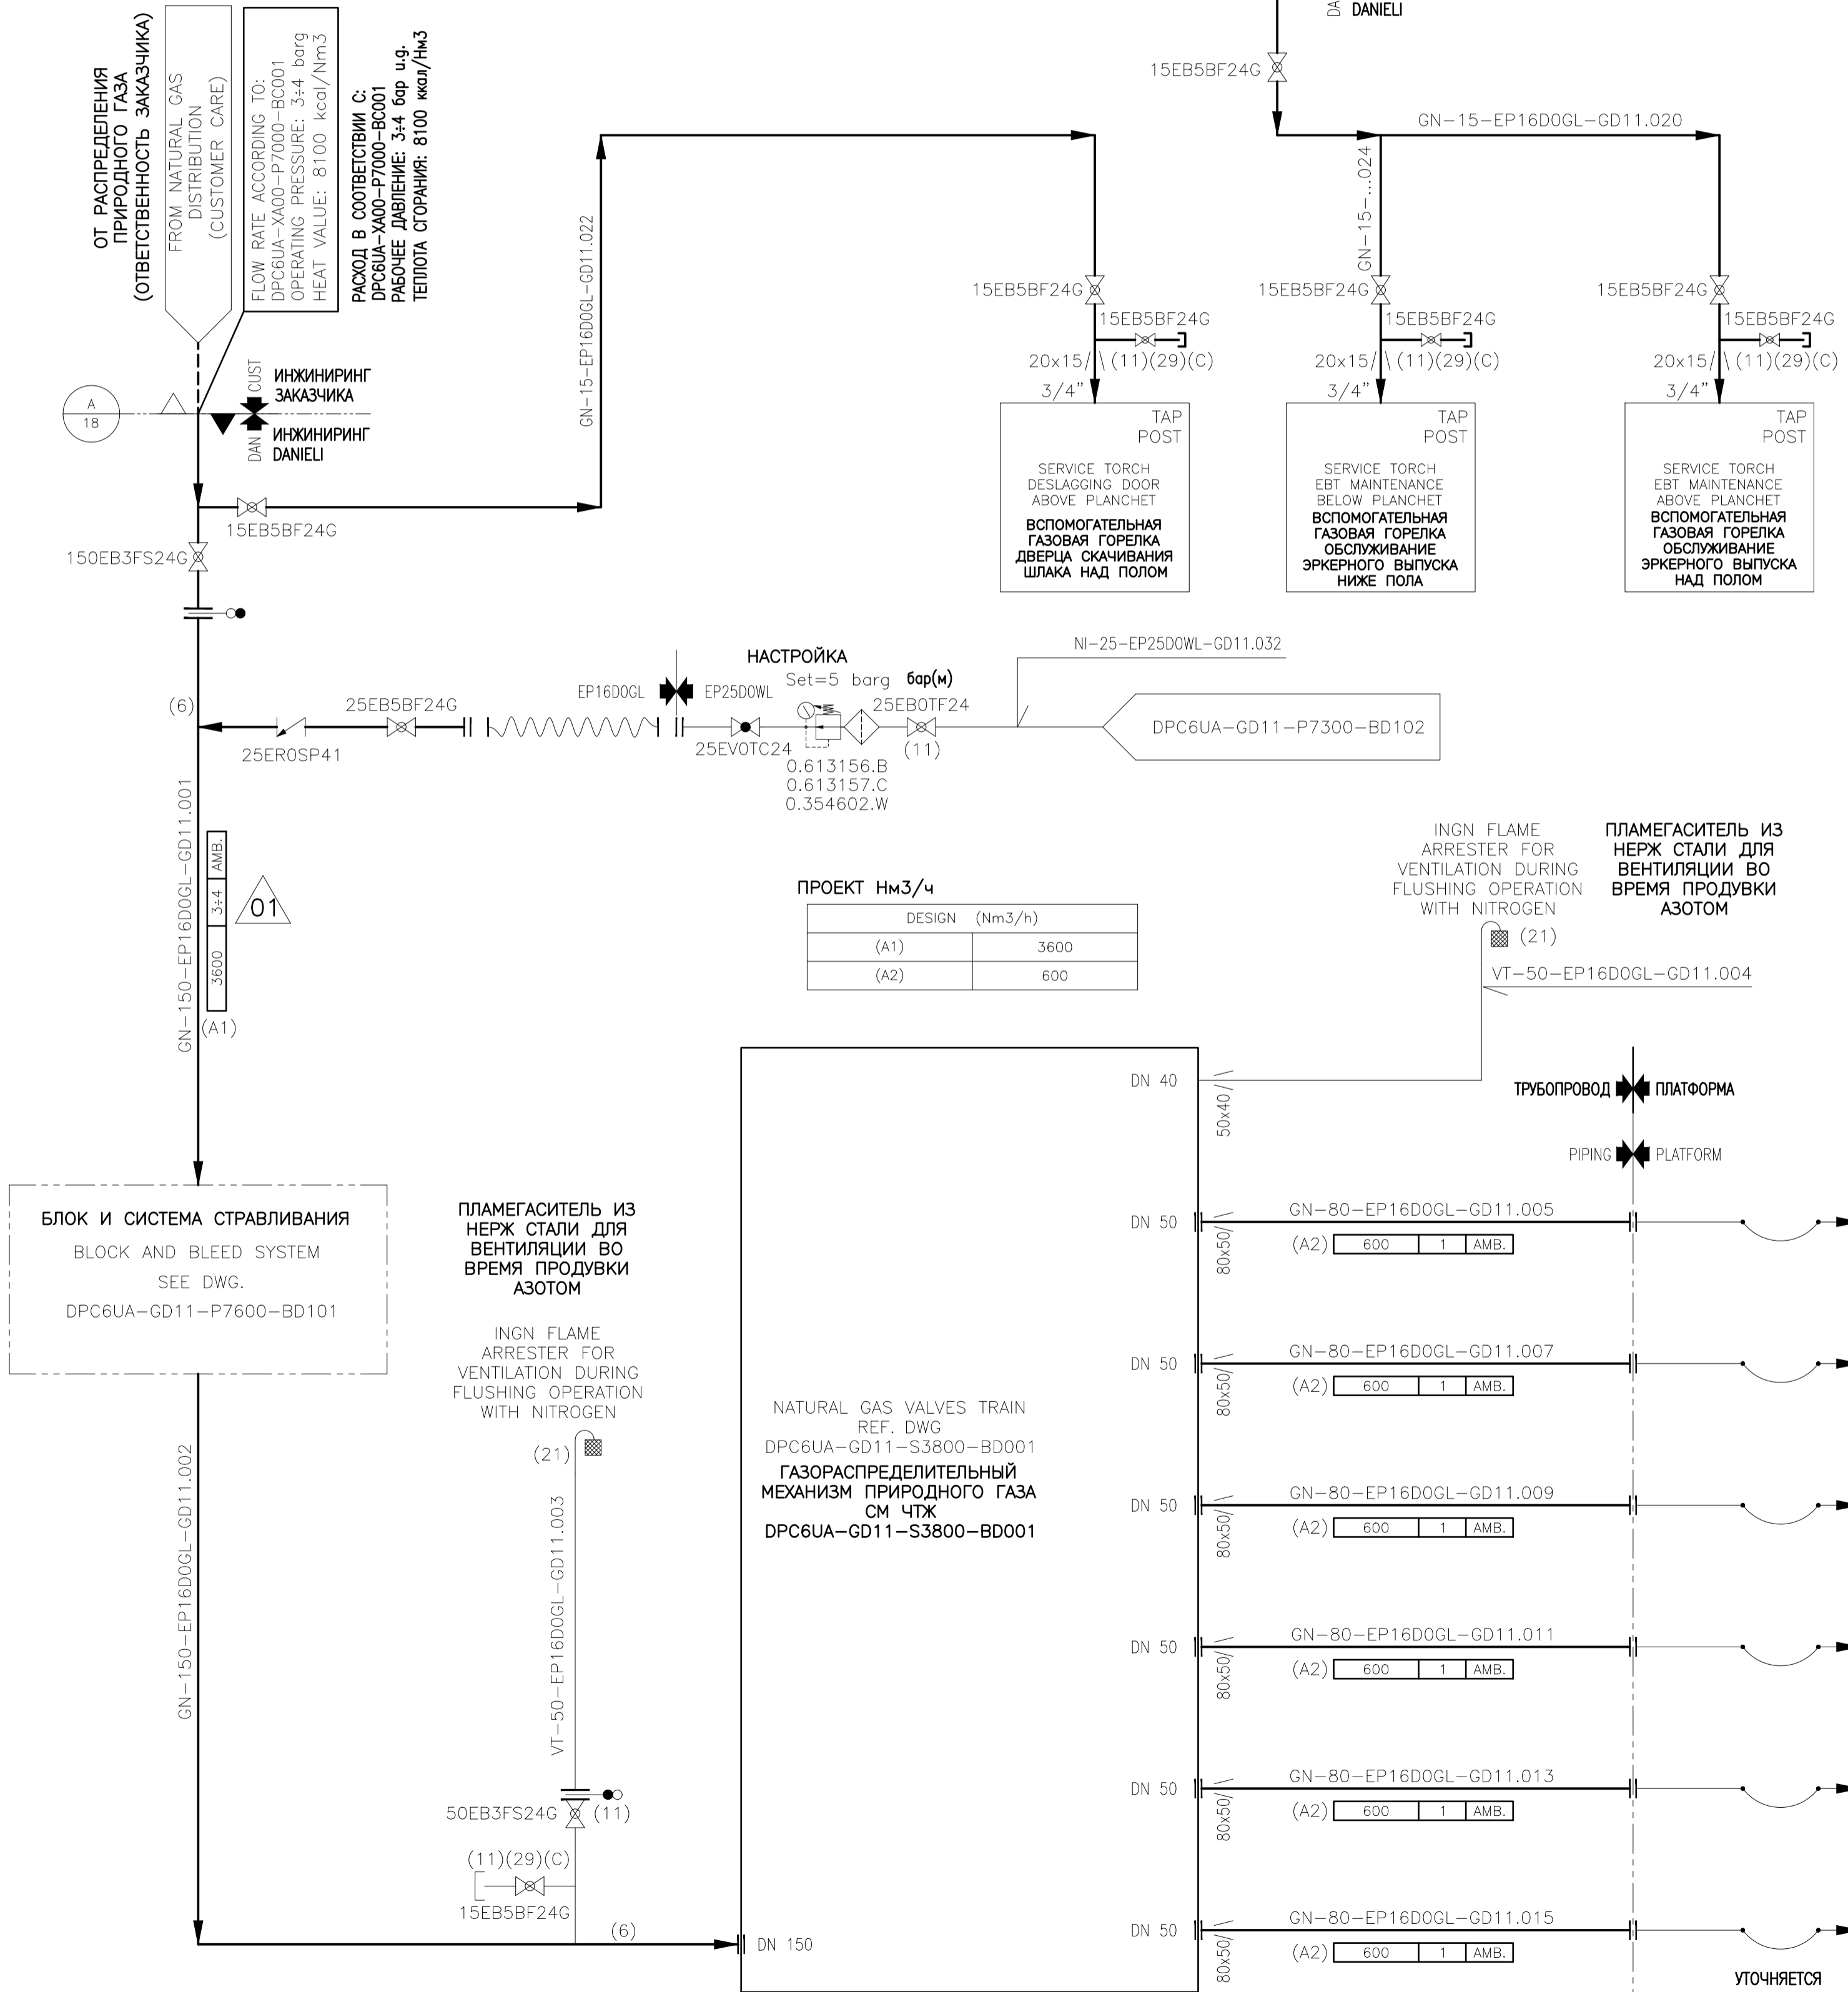 ОТ РАСПРЕДЕЛЕНИЯ
ПРИРОДНОГО ГАЗА
(ОТВЕТСТВЕННОСТЬ ЗАКАЗЧИКА)
FROM NATURAL GAS
DISTRIBUTION
(CUSTOMER CARE)
FLOW RATE ACCORDING TO:
DPC6UA-XA00-P7000-BC001
OPERATING PRESSURE: 3÷4 barg
HEAT VALUE: 8100 kcal/Nm3
РАСХОД В СООТВЕТСТВИИ С:
DPC6UA-XA00-P7000-BC001
РАБОЧЕЕ ДАВЛЕНИЕ: 3÷4 бар и.g.
ТЕПЛОТА СГОРАНИЯ: 8100 ккал/Нм3
A
18
DAN
CUST
ИНЖИНИРИНГ
ЗАКАЗЧИКА
ИНЖИНИРИНГ
DANIELI
15EB5BF24G
150EB3FS24G
GN-15-EP16D0GL-GD11.022
15EB5BF24G
15EB5BF24G
20x15
(11)(29)(C)
3/4"
TAP
POST
SERVICE TORCH
DESLAGGING DOOR
ABOVE PLANCHET
ВСПОМОГАТЕЛЬНАЯ
ГАЗОВАЯ ГОРЕЛКА
ДВЕРЦА СКАЧИВАНИЯ
ШЛАКА НАД ПОЛОМ
DA
DANIELI
15EB5BF24G
GN-15-EP16D0GL-GD11.020
GN-15-...024
15EB5BF24G
15EB5BF24G
20x15
(11)(29)(C)
3/4"
TAP
POST
SERVICE TORCH
EBT MAINTENANCE
BELOW PLANCHET
ВСПОМОГАТЕЛЬНАЯ
ГАЗОВАЯ ГОРЕЛКА
ОБСЛУЖИВАНИЕ
ЭРКЕРНОГО ВЫПУСКА
НИЖЕ ПОЛА
15EB5BF24G
15EB5BF24G
20x15
(11)(29)(C)
3/4"
TAP
POST
SERVICE TORCH
EBT MAINTENANCE
ABOVE PLANCHET
ВСПОМОГАТЕЛЬНАЯ
ГАЗОВАЯ ГОРЕЛКА
ОБСЛУЖИВАНИЕ
ЭРКЕРНОГО ВЫПУСКА
НАД ПОЛОМ
(6)
25ER0SP41
25EB5BF24G
EP16D0GL
EP25D0WL
НАСТРОЙКА
Set=5 barg бар(м)
25EV0TC24
0.613156.B
0.613157.C
0.354602.W
25EB0TF24
(11)
NI-25-EP25D0WL-GD11.032
DPC6UA-GD11-P7300-BD102
GN-150-EP16D0GL-GD11.001
3600
3÷4
AMB.
01
(A1)
ПРОЕКТ Нм3/ч
DESIGN (Nm3/h)
(A1) 3600
(A2) 600
INGN FLAME
ARRESTER FOR
VENTILATION DURING
FLUSHING OPERATION
WITH NITROGEN
ПЛАМЕГАСИТЕЛЬ ИЗ
НЕРЖ СТАЛИ ДЛЯ
ВЕНТИЛЯЦИИ ВО
ВРЕМЯ ПРОДУВКИ
АЗОТОМ
(21)
VT-50-EP16D0GL-GD11.004
БЛОК И СИСТЕМА СТРАВЛИВАНИЯ
BLOCK AND BLEED SYSTEM
SEE DWG.
DPC6UA-GD11-P7600-BD101
GN-150-EP16D0GL-GD11.002
ПЛАМЕГАСИТЕЛЬ ИЗ
НЕРЖ СТАЛИ ДЛЯ
ВЕНТИЛЯЦИИ ВО
ВРЕМЯ ПРОДУВКИ
АЗОТОМ
INGN FLAME
ARRESTER FOR
VENTILATION DURING
FLUSHING OPERATION
WITH NITROGEN
(21)
VT-50-EP16D0GL-GD11.003
50EB3FS24G
(11)
(11)(29)(C)
15EB5BF24G
(6)
DN 150
NATURAL GAS VALVES TRAIN
REF. DWG
DPC6UA-GD11-S3800-BD001
ГАЗОРАСПРЕДЕЛИТЕЛЬНЫЙ
МЕХАНИЗМ ПРИРОДНОГО ГАЗА
СМ ЧТЖ
DPC6UA-GD11-S3800-BD001
DN 40
50x40
ТРУБОПРОВОД
ПЛАТФОРМА
PIPING
PLATFORM
DN 50
80x50
GN-80-EP16D0GL-GD11.005
(A2) 600 1 AMB.
DN 50
80x50
GN-80-EP16D0GL-GD11.007
(A2) 600 1 AMB.
DN 50
80x50
GN-80-EP16D0GL-GD11.009
(A2) 600 1 AMB.
DN 50
80x50
GN-80-EP16D0GL-GD11.011
(A2) 600 1 AMB.
DN 50
80x50
GN-80-EP16D0GL-GD11.013
(A2) 600 1 AMB.
DN 50
80x50
GN-80-EP16D0GL-GD11.015
(A2) 600 1 AMB.
УТОЧНЯЕТСЯ